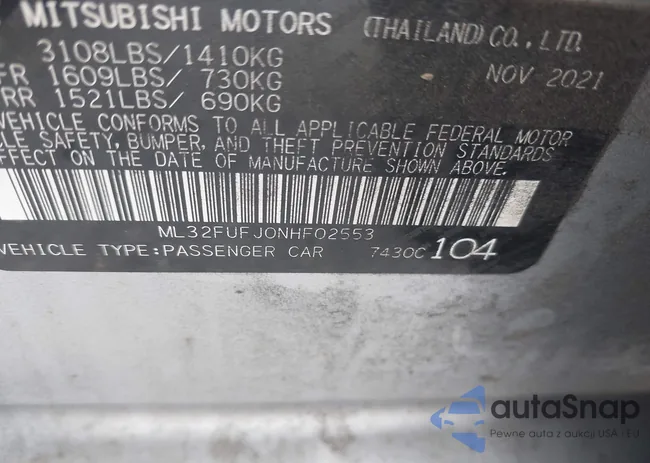 MITSUBISHI MOTORS (THAILAND) CO., LTD.
3108LBS/1410KG NOV 2021
FR 1609LBS/ 730KG
RR 1521LBS/ 690KG
VEHICLE CONFORMS TO ALL APPLICABLE FEDERAL MOTOR
CLE SAFETY, BUMPER, AND THEFT PREVENTION STANDARDS
EFFECT ON THE DATE OF MANUFACTURE SHOWN ABOVE.
ML32FUFJ0NHF02553
VEHICLE TYPE:PASSENGER CAR 7430C 104
autoSnap
Pewne auta z aukcji USA i EU